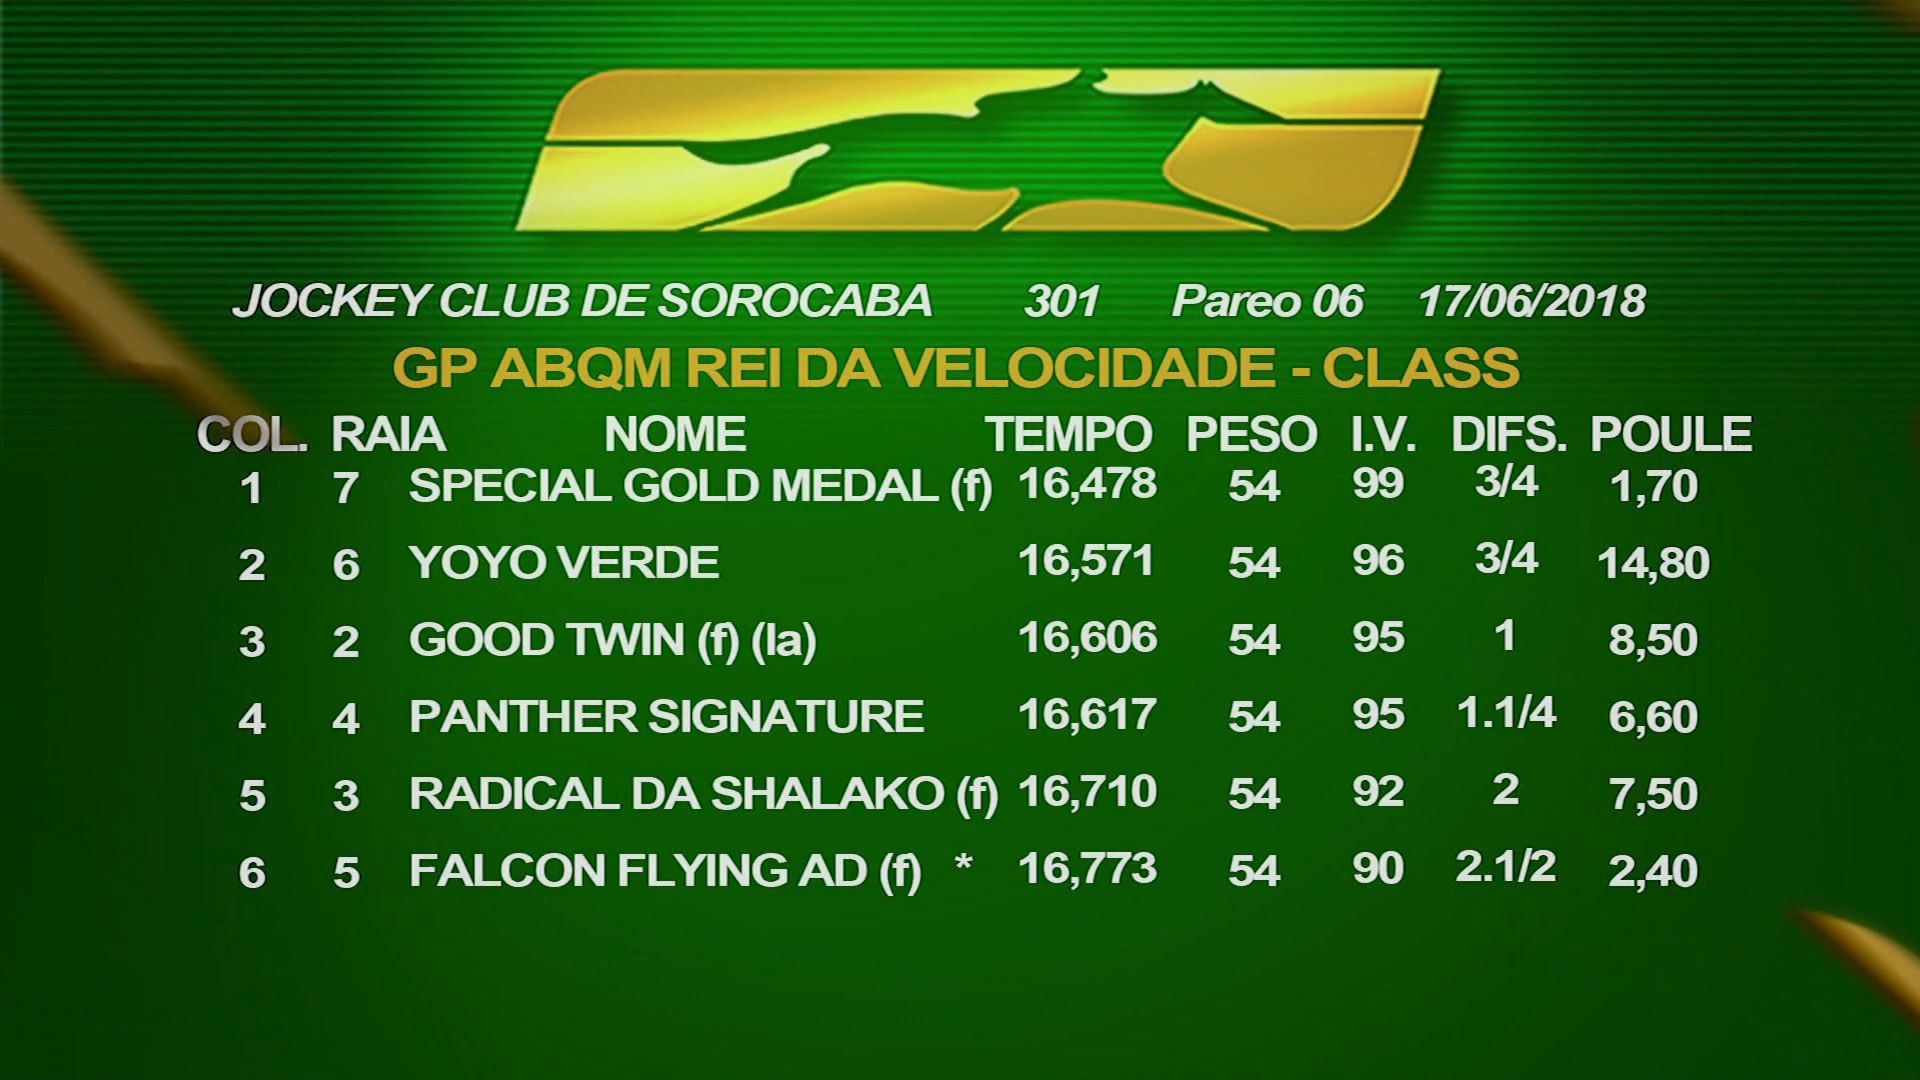 JOCKEY CLUB DE SOROCABA 301 Pareo 06 17/06/2018
GP ABQM REI DA VELOCIDADE - CLASS
COL. RAIA NOME TEMPO PESO I.V. DIFS. POULE
1 7 SPECIAL GOLD MEDAL (f) 16,478 54 99 3/4 1,70
2 6 YOYO VERDE 16,571 54 96 3/4 14,80
3 2 GOOD TWIN (f) (la) 16,606 54 95 1 8,50
4 4 PANTHER SIGNATURE 16,617 54 95 1.1/4 6,60
5 3 RADICAL DA SHALAKO (f) 16,710 54 92 2 7,50
6 5 FALCON FLYING AD (f) * 16,773 54 90 2.1/2 2,40